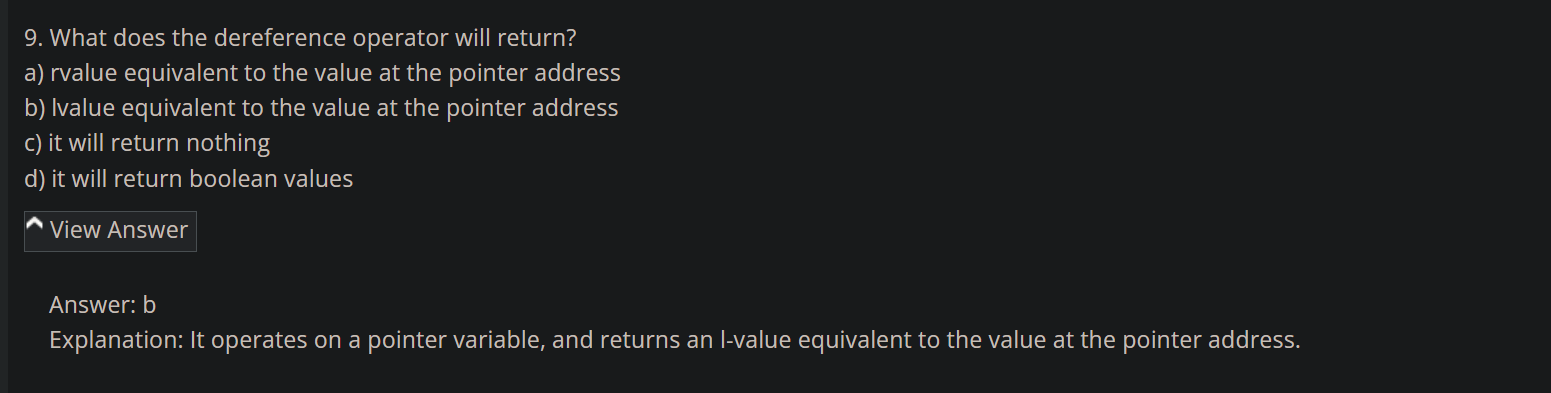 9. What does the dereference operator will return?
a) rvalue equivalent to the value at the pointer address
b) lvalue equivalent to the value at the pointer address
c) it will return nothing
d) it will return boolean values
View Answer
Answer: b
Explanation: It operates on a pointer variable, and returns an l-value equivalent to the value at the pointer address.